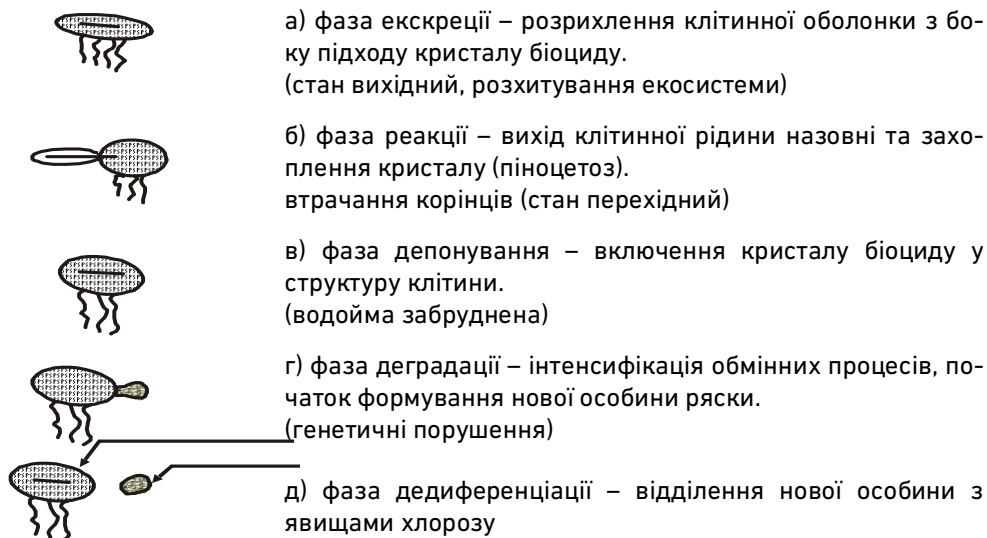 а) фаза екскреції – розрихлення клітинної оболонки з бо-
ку підходу кристалу біоциду.
(стан вихідний, розхитування екосистеми)
б) фаза реакції – вихід клітинної рідини назовні та захо-
плення кристалу (піноцетоз).
втрачання корінців (стан перехідний)
в) фаза депонування – включення кристалу біоциду у
структуру клітини.
(водойма забруднена)
г) фаза деградації – інтенсифікація обмінних процесів, по-
чаток формування нової особини ряски.
(генетичні порушення)
д) фаза дедиференціації – відділення нової особини з
явищами хлорозу